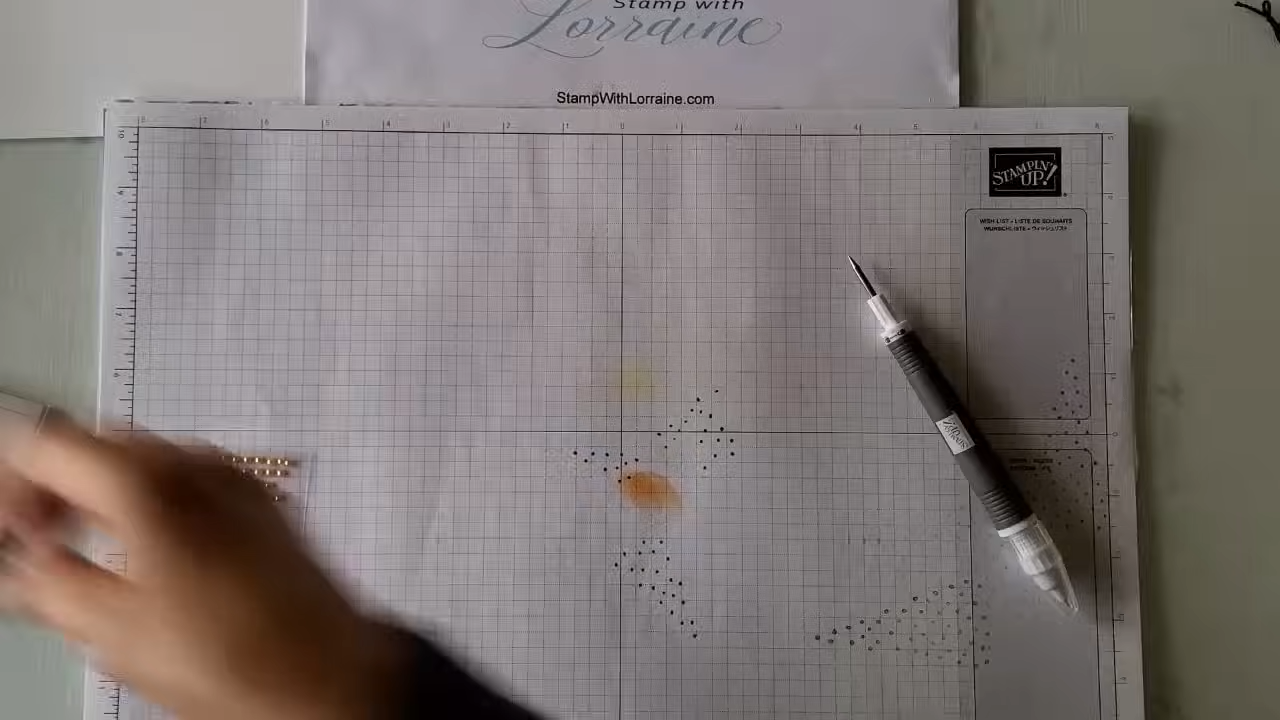 Stamp with
Lorraine
StampWithLorraine.com
STAMPIN'
UP!
WISH LIST • LISTE DE SOUHAITS
WUNSCHLISTE • ウィッシュリスト